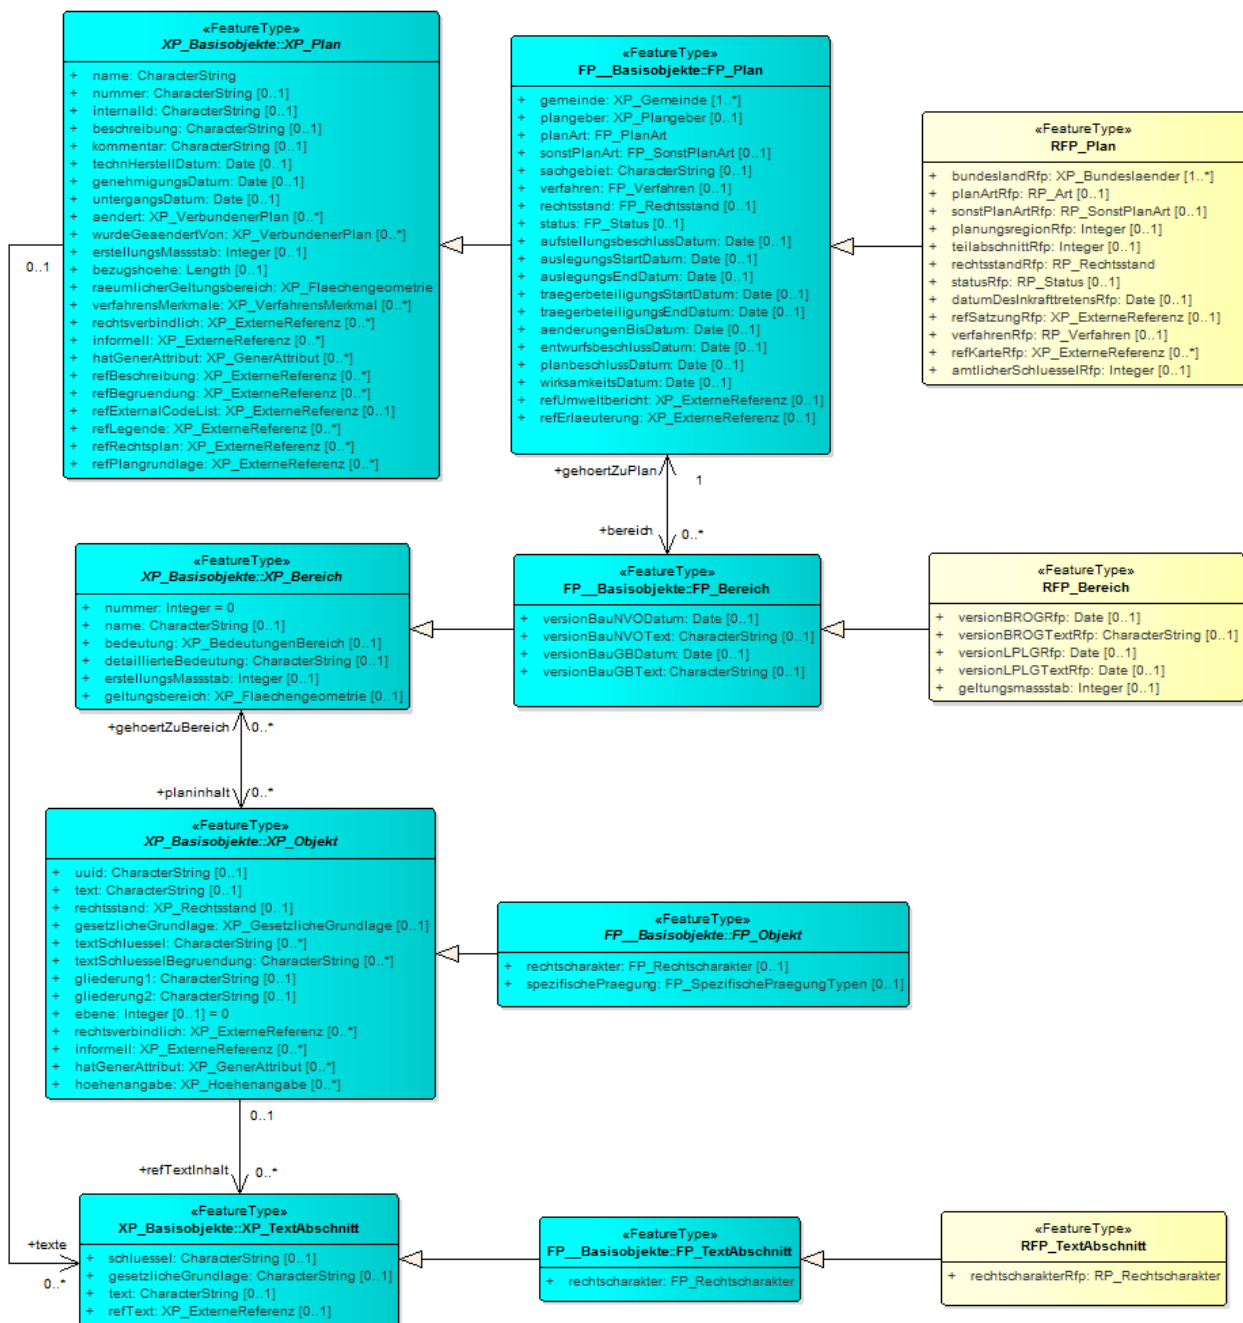 «FeatureType»
XP_Basisobjekte::XP_Plan
+ name: CharacterString
+ nummer: CharacterString [0..1]
+ internalId: CharacterString [0..1]
+ beschreibung: CharacterString [0..1]
+ kommentar: CharacterString [0..1]
+ technHerstellDatum: Date [0..1]
+ genehmigungsDatum: Date [0..1]
+ untergangsDatum: Date [0..1]
+ aendert: XP_VerbundenerPlan [0..*]
+ wurdeGeaendertVon: XP_VerbundenerPlan [0..*]
+ erstellungsMassstab: Integer [0..1]
+ bezugshoehe: Length [0..1]
+ raeumlicherGeltungsbereich: XP_Flaechengeometrie
+ verfahrensMerkmale: XP_VerfahrensMerkmal [0..*]
+ rechtsverbindlich: XP_ExterneReferenz [0..*]
+ informell: XP_ExterneReferenz [0..*]
+ hatGenerAttribut: XP_GenerAttribut [0..*]
+ refBeschreibung: XP_ExterneReferenz [0..*]
+ refBegruendung: XP_ExterneReferenz [0..*]
+ refExternalCodeList: XP_ExterneReferenz [0..1]
+ refLegende: XP_ExterneReferenz [0..*]
+ refRechtsplan: XP_ExterneReferenz [0..*]
+ refPlangrundlage: XP_ExterneReferenz [0..*]
0..1
«FeatureType»
FP__Basisobjekte::FP_Plan
+ gemeinde: XP_Gemeinde [1..*]
+ plangeber: XP_Plangeber [0..1]
+ planArt: FP_PlanArt
+ sonstPlanArt: FP_SonstPlanArt [0..1]
+ sachgebiet: CharacterString [0..1]
+ verfahren: FP_Verfahren [0..1]
+ rechtsstand: FP_Rechtsstand [0..1]
+ status: FP_Status [0..1]
+ aufstellungsbeschlussDatum: Date [0..1]
+ auslegungsStartDatum: Date [0..1]
+ auslegungsEndDatum: Date [0..1]
+ traegerbeteiligungsStartDatum: Date [0..1]
+ traegerbeteiligungsEndDatum: Date [0..1]
+ aenderungenBisDatum: Date [0..1]
+ entwurfsbeschlussDatum: Date [0..1]
+ planbeschlussDatum: Date [0..1]
+ wirksamkeitsDatum: Date [0..1]
+ refUmweltbericht: XP_ExterneReferenz [0..1]
+ refErlaeuterung: XP_ExterneReferenz [0..1]
«FeatureType»
RFP_Plan
+ bundeslandRfp: XP_Bundeslaender [1..*]
+ planArtRfp: RP_Art [0..1]
+ sonstPlanArtRfp: RP_SonstPlanArt [0..1]
+ planungsregionRfp: Integer [0..1]
+ teilabschnittRfp: Integer [0..1]
+ rechtsstandRfp: RP_Rechtsstand
+ statusRfp: RP_Status [0..1]
+ datumDesInkrafttretensRfp: Date [0..1]
+ refSatzungRfp: XP_ExterneReferenz [0..1]
+ verfahrenRfp: RP_Verfahren [0..1]
+ refKarteRfp: XP_ExterneReferenz [0..*]
+ amtlicherSchluesselRfp: Integer [0..1]
+gehoertZuPlan
1
+bereich
0..*
«FeatureType»
XP_Basisobjekte::XP_Bereich
+ nummer: Integer = 0
+ name: CharacterString [0..1]
+ bedeutung: XP_BedeutungenBereich [0..1]
+ detaillierteBedeutung: CharacterString [0..1]
+ erstellungsMassstab: Integer [0..1]
+ geltungsbereich: XP_Flaechengeometrie [0..1]
«FeatureType»
FP__Basisobjekte::FP_Bereich
+ versionBauNVODatum: Date [0..1]
+ versionBauNVOText: CharacterString [0..1]
+ versionBauGBDatum: Date [0..1]
+ versionBauGBText: CharacterString [0..1]
«FeatureType»
RFP_Bereich
+ versionBROGRfp: Date [0..1]
+ versionBROGTextRfp: CharacterString [0..1]
+ versionLPLGRfp: Date [0..1]
+ versionLPLGTextRfp: Date [0..1]
+ geltungsmassstab: Integer [0..1]
+gehoertZuBereich
0..*
+planinhalt
0..*
«FeatureType»
XP_Basisobjekte::XP_Objekt
+ uuid: CharacterString [0..1]
+ text: CharacterString [0..1]
+ rechtsstand: XP_Rechtsstand [0..1]
+ gesetzlicheGrundlage: XP_GesetzlicheGrundlage [0..1]
+ textSchluessel: CharacterString [0..*]
+ textSchluesselBegruendung: CharacterString [0..*]
+ gliederung1: CharacterString [0..1]
+ gliederung2: CharacterString [0..1]
+ ebene: Integer [0..1] = 0
+ rechtsverbindlich: XP_ExterneReferenz [0..*]
+ informell: XP_ExterneReferenz [0..*]
+ hatGenerAttribut: XP_GenerAttribut [0..*]
+ hoehenangabe: XP_Hoehenangabe [0..*]
«FeatureType»
FP__Basisobjekte::FP_Objekt
+ rechtscharakter: FP_Rechtscharakter [0..1]
+ spezifischePraegung: FP_SpezifischePraegungTypen [0..1]
0..1
+refTextInhalt
0..*
«FeatureType»
XP_Basisobjekte::XP_TextAbschnitt
+ schluessel: CharacterString [0..1]
+ gesetzlicheGrundlage: CharacterString [0..1]
+ text: CharacterString [0..1]
+ refText: XP_ExterneReferenz [0..1]
+texte
0..*
«FeatureType»
FP__Basisobjekte::FP_TextAbschnitt
+ rechtscharakter: FP_Rechtscharakter
«FeatureType»
RFP_TextAbschnitt
+ rechtscharakterRfp: RP_Rechtscharakter